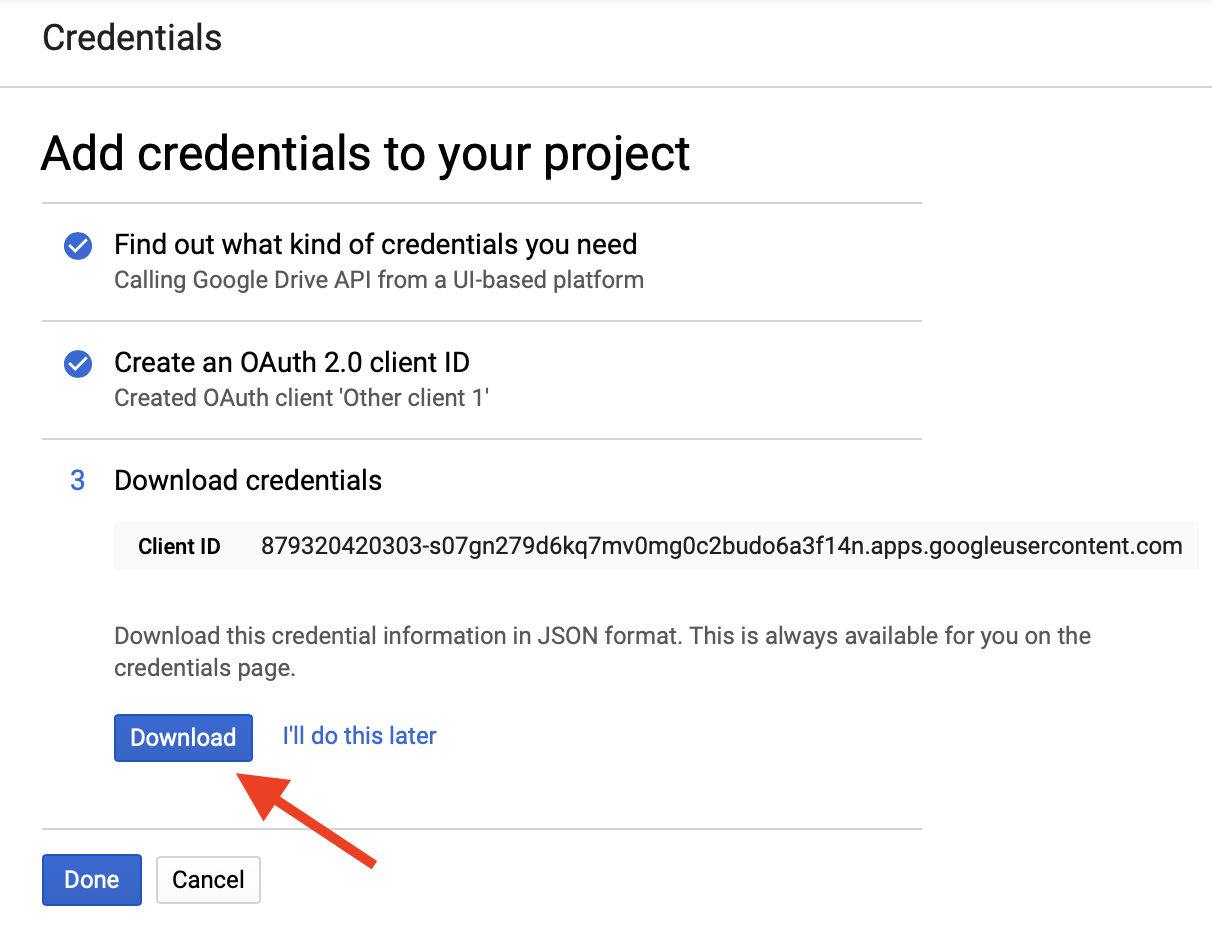 Credentials
Add credentials to your project
Find out what kind of credentials you need
Calling Google Drive API from a UI-based platform
Create an OAuth 2.0 client ID
Created OAuth client 'Other client 1'
3 Download credentials
Client ID 879320420303-s07gn279d6kq7mv0mg0c2budo6a3f14n.apps.googleusercontent.com
Download this credential information in JSON format. This is always available for you on the
credentials page.
Download I'll do this later
Done Cancel